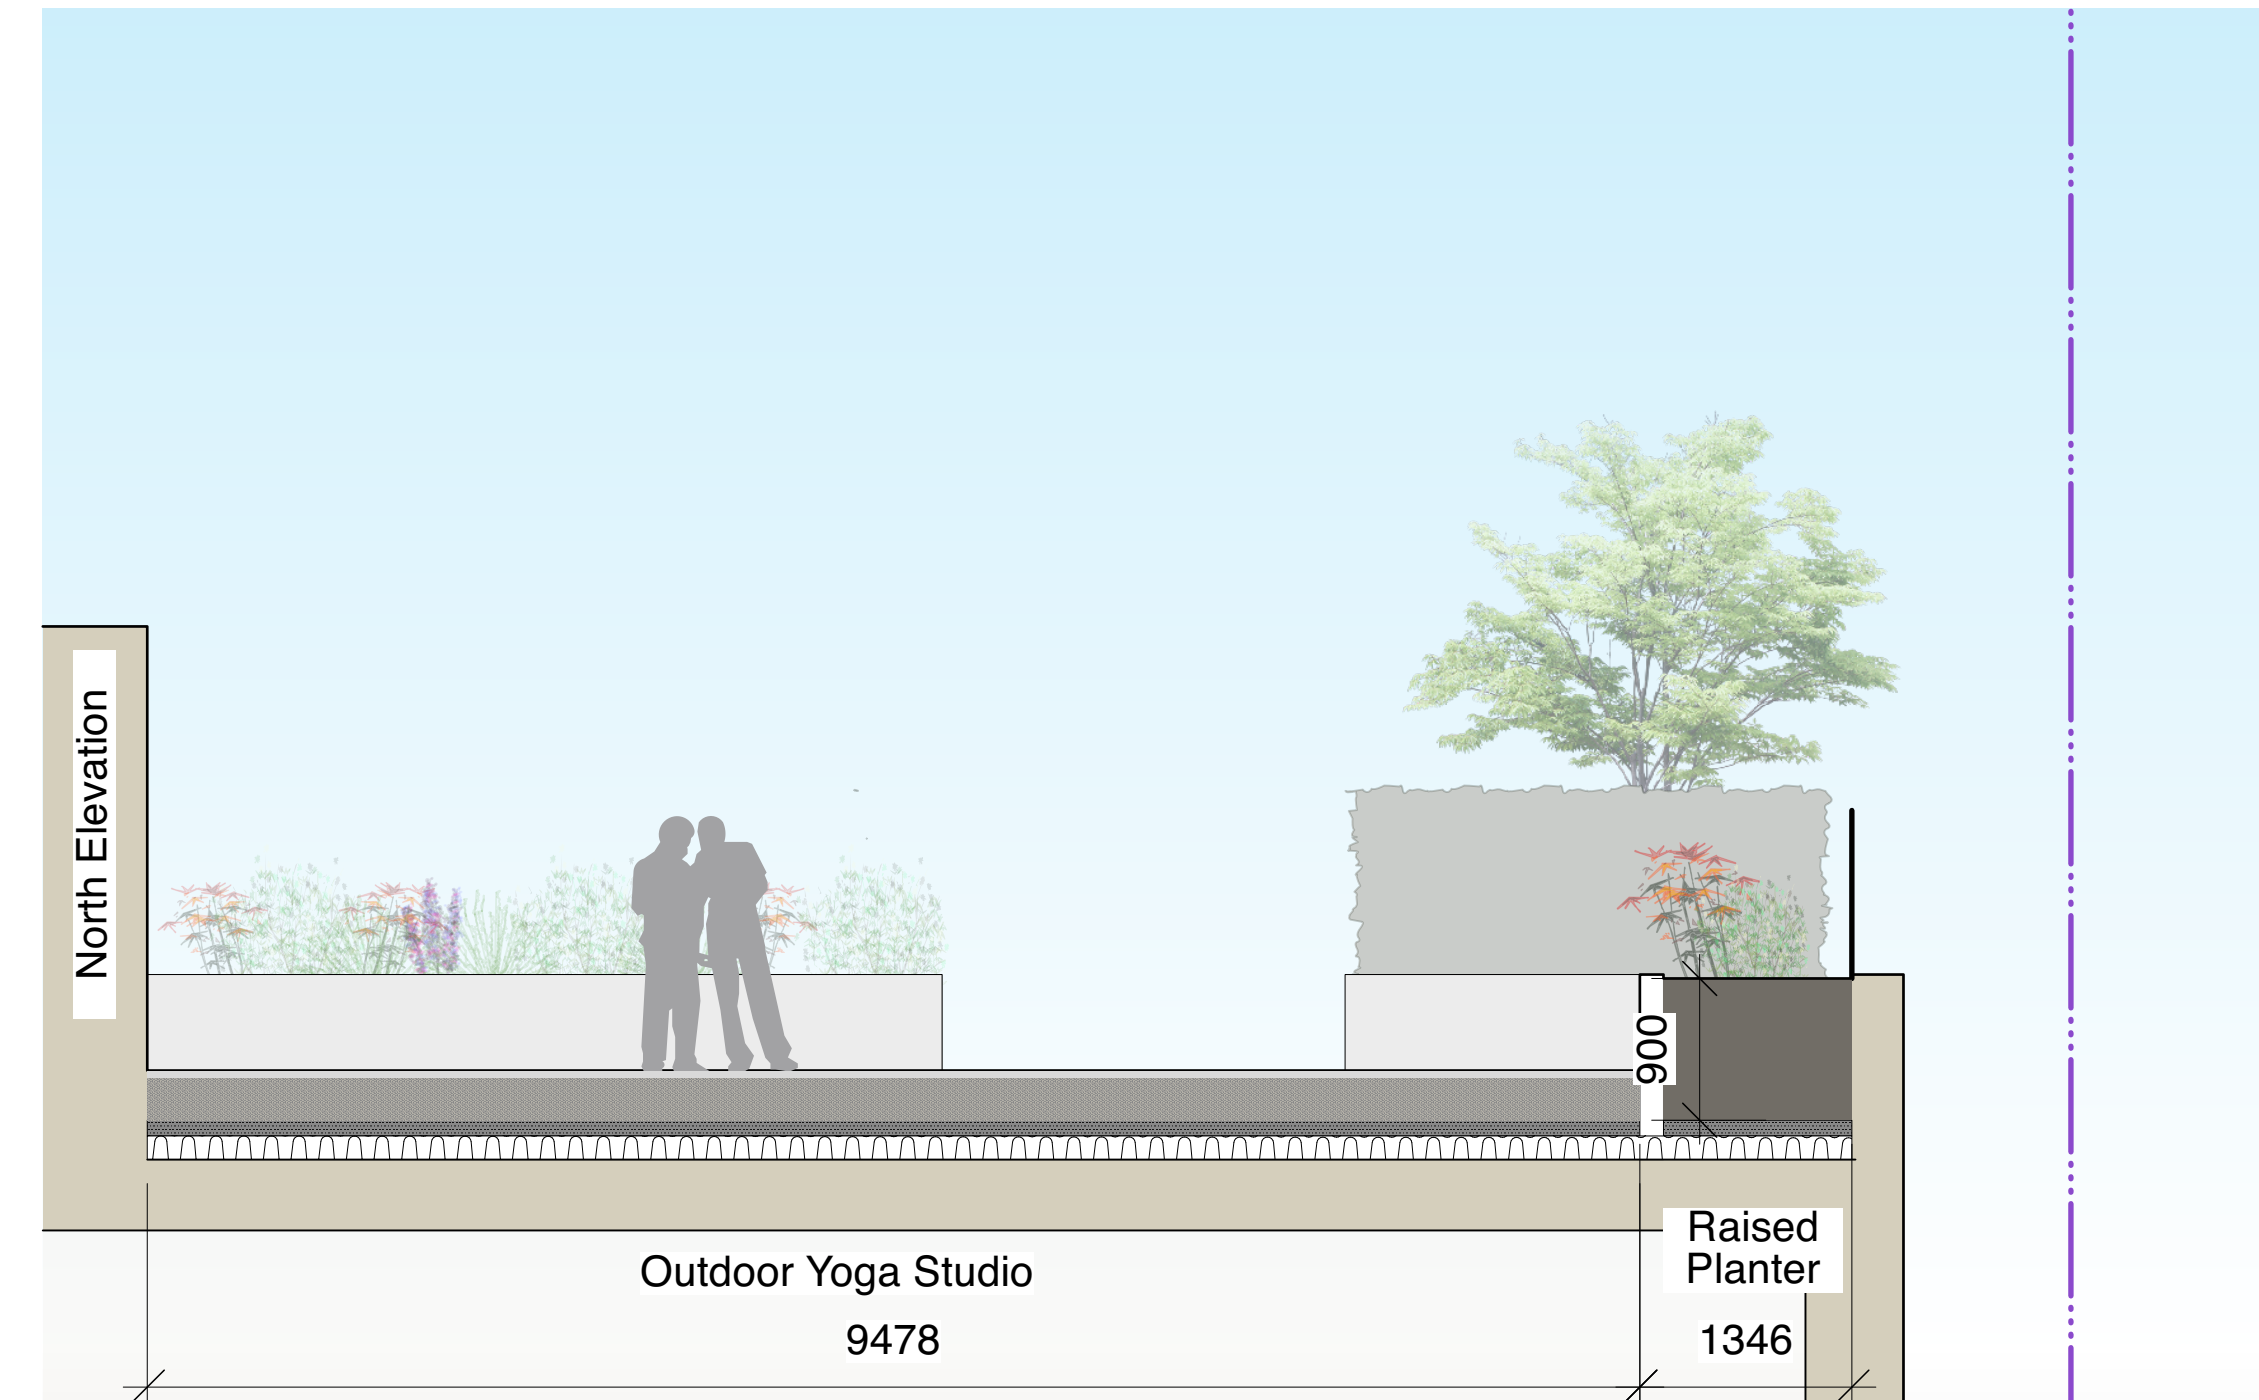 North Elevation
900
Outdoor Yoga Studio
Raised
Planter
9478
1346